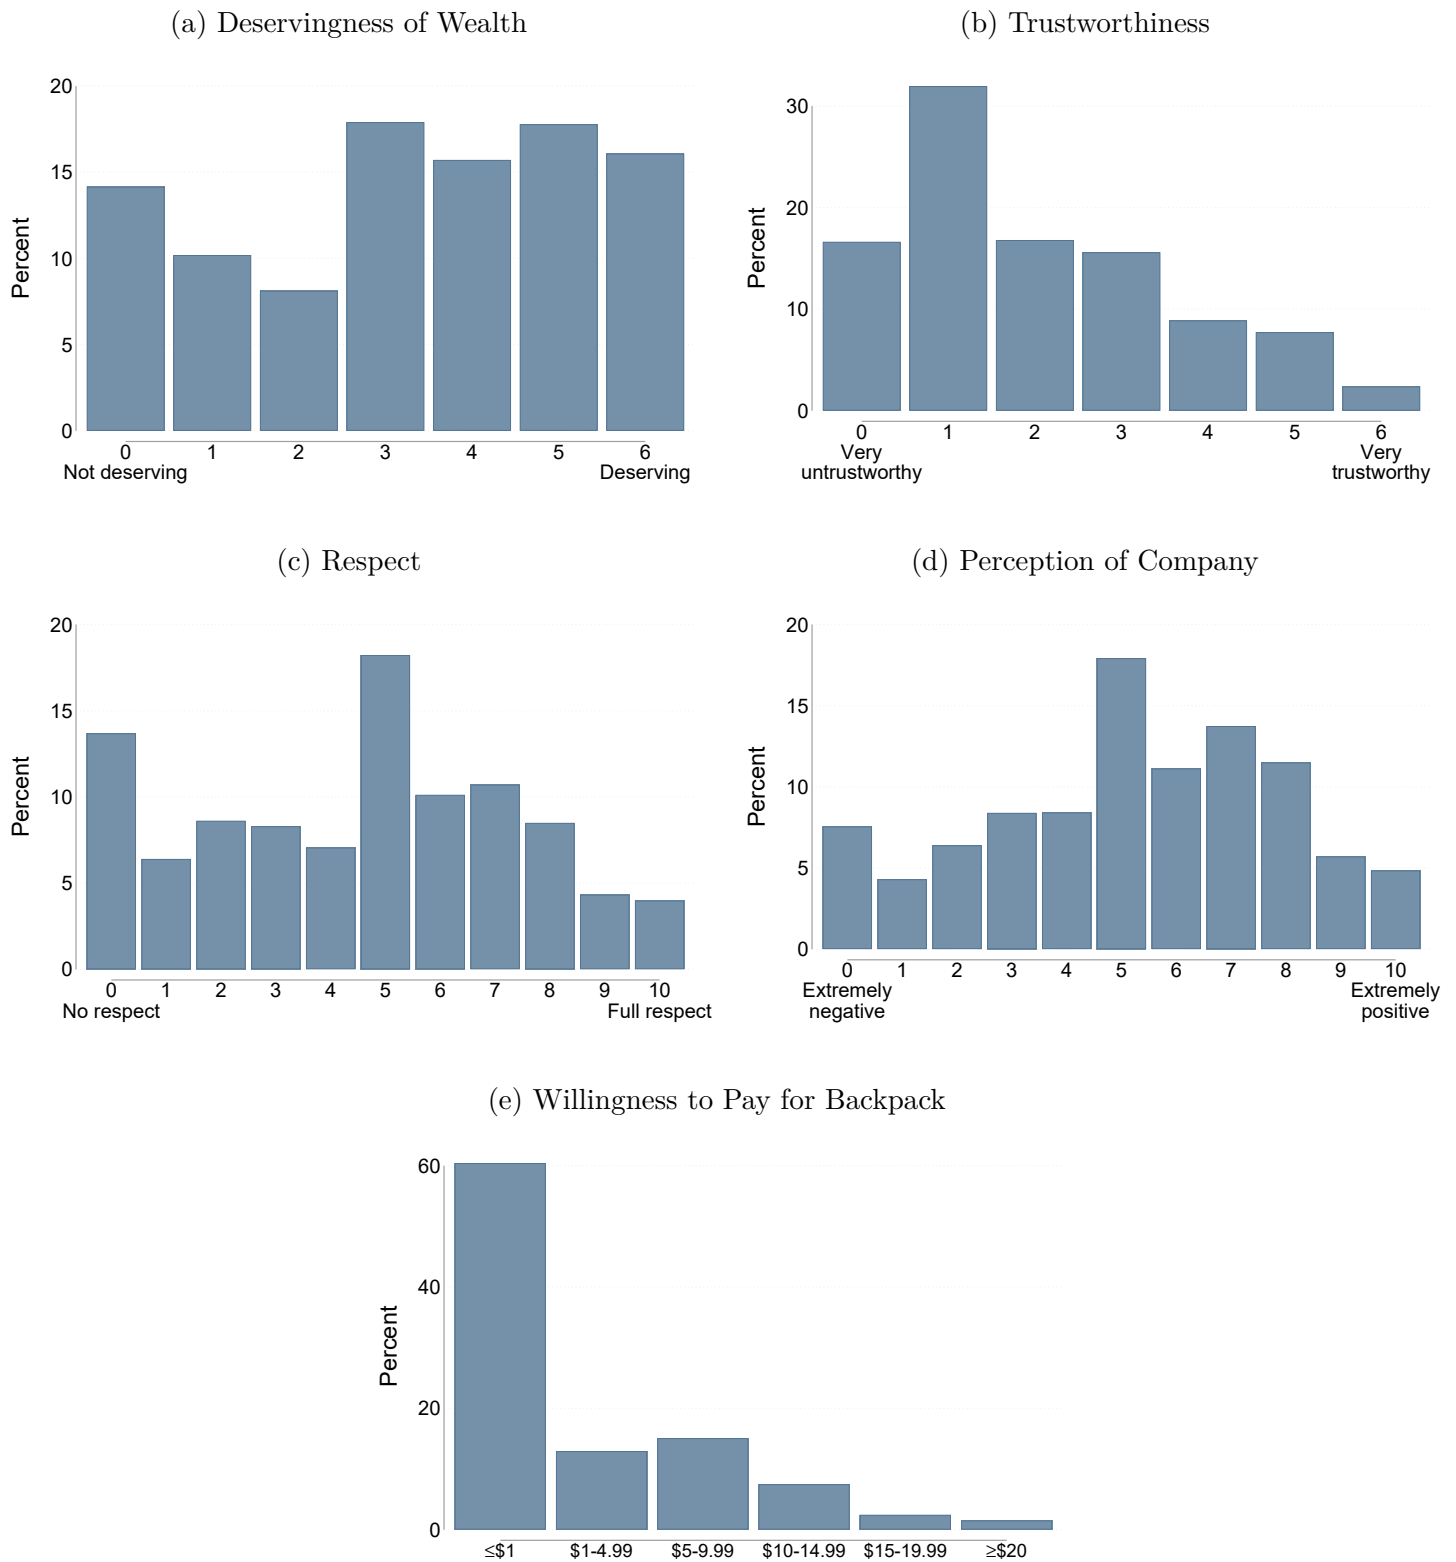 (a) Deservingness of Wealth
20
15
10
5
0
Percent
0 1 2 3 4 5 6
Not deserving Deserving
(b) Trustworthiness
30
20
10
0
Percent
0 1 2 3 4 5 6
Very Very
untrustworthy trustworthy
(c) Respect
20
15
10
5
0
Percent
0 1 2 3 4 5 6 7 8 9 10
No respect Full respect
(d) Perception of Company
20
15
10
5
0
Percent
0 1 2 3 4 5 6 7 8 9 10
Extremely Extremely
negative positive
(e) Willingness to Pay for Backpack
60
40
20
0
Percent
≤$1 $1-4.99 $5-9.99 $10-14.99 $15-19.99 ≥$20